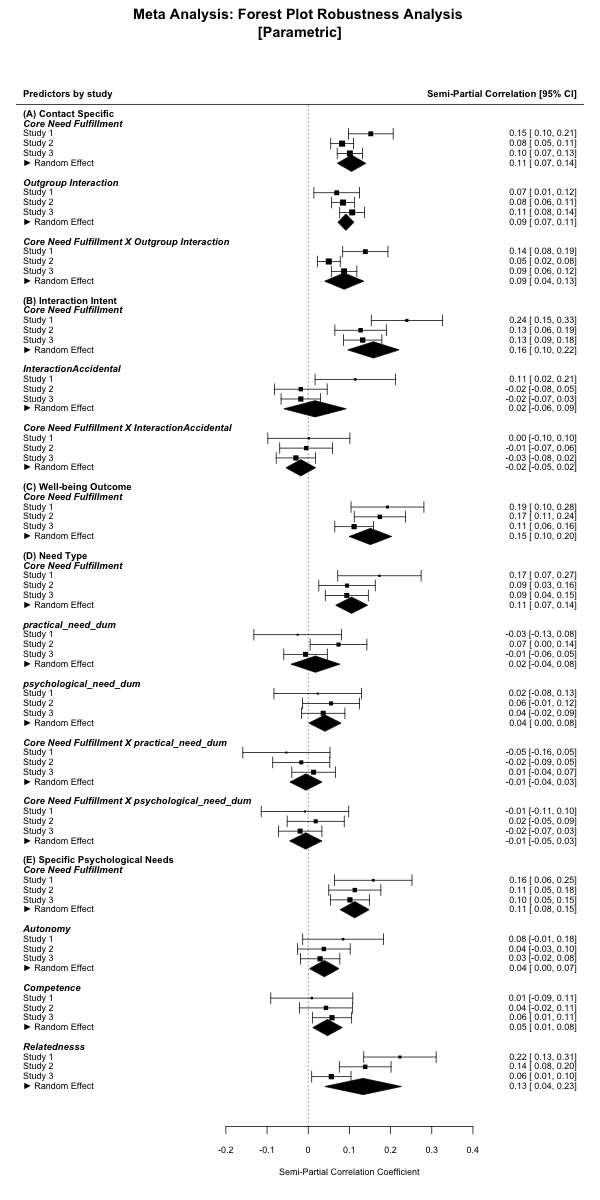 Meta Analysis: Forest Plot Robustness Analysis
[Parametric]
Predictors by study Semi-Partial Correlation [95% CI]
(A) Contact Specific
Core Need Fulfillment
Study 1 0.15 [ 0.10, 0.21]
Study 2 0.08 [ 0.05, 0.11]
Study 3 0.10 [ 0.07, 0.13]
► Random Effect 0.11 [ 0.07, 0.14]
Outgroup Interaction
Study 1 0.07 [ 0.01, 0.12]
Study 2 0.08 [ 0.06, 0.11]
Study 3 0.11 [ 0.08, 0.14]
► Random Effect 0.09 [ 0.07, 0.11]
Core Need Fulfillment X Outgroup Interaction
Study 1 0.14 [ 0.08, 0.19]
Study 2 0.05 [ 0.02, 0.08]
Study 3 0.09 [ 0.06, 0.12]
► Random Effect 0.09 [ 0.04, 0.13]
(B) Interaction Intent
Core Need Fulfillment
Study 1 0.24 [ 0.15, 0.33]
Study 2 0.13 [ 0.06, 0.19]
Study 3 0.13 [ 0.09, 0.18]
► Random Effect 0.16 [ 0.10, 0.22]
InteractionAccidental
Study 1 0.11 [ 0.02, 0.21]
Study 2 -0.02 [-0.08, 0.05]
Study 3 -0.02 [-0.07, 0.03]
► Random Effect 0.02 [-0.06, 0.09]
Core Need Fulfillment X InteractionAccidental
Study 1 0.00 [-0.10, 0.10]
Study 2 -0.01 [-0.07, 0.06]
Study 3 -0.03 [-0.08, 0.02]
► Random Effect -0.02 [-0.05, 0.02]
(C) Well-being Outcome
Core Need Fulfillment
Study 1 0.19 [ 0.10, 0.28]
Study 2 0.17 [ 0.11, 0.24]
Study 3 0.11 [ 0.06, 0.16]
► Random Effect 0.15 [ 0.10, 0.20]
(D) Need Type
Core Need Fulfillment
Study 1 0.17 [ 0.07, 0.27]
Study 2 0.09 [ 0.03, 0.16]
Study 3 0.09 [ 0.04, 0.15]
► Random Effect 0.11 [ 0.07, 0.14]
practical_need_dum
Study 1 -0.03 [-0.13, 0.08]
Study 2 0.07 [ 0.00, 0.14]
Study 3 -0.01 [-0.06, 0.05]
► Random Effect 0.02 [-0.04, 0.08]
psychological_need_dum
Study 1 0.02 [-0.08, 0.13]
Study 2 0.06 [-0.01, 0.12]
Study 3 0.04 [-0.02, 0.09]
► Random Effect 0.04 [ 0.00, 0.08]
Core Need Fulfillment X practical_need_dum
Study 1 -0.05 [-0.16, 0.05]
Study 2 -0.02 [-0.09, 0.05]
Study 3 0.01 [-0.04, 0.07]
► Random Effect -0.01 [-0.04, 0.03]
Core Need Fulfillment X psychological_need_dum
Study 1 -0.01 [-0.11, 0.10]
Study 2 0.02 [-0.05, 0.09]
Study 3 -0.02 [-0.07, 0.03]
► Random Effect -0.01 [-0.05, 0.03]
(E) Specific Psychological Needs
Core Need Fulfillment
Study 1 0.16 [ 0.06, 0.25]
Study 2 0.11 [ 0.05, 0.18]
Study 3 0.10 [ 0.05, 0.15]
► Random Effect 0.11 [ 0.08, 0.15]
Autonomy
Study 1 0.08 [-0.01, 0.18]
Study 2 0.04 [-0.03, 0.10]
Study 3 0.03 [-0.02, 0.08]
► Random Effect 0.04 [ 0.00, 0.07]
Competence
Study 1 0.01 [-0.09, 0.11]
Study 2 0.04 [-0.02, 0.11]
Study 3 0.06 [ 0.01, 0.11]
► Random Effect 0.05 [ 0.01, 0.08]
Relatednesss
Study 1 0.22 [ 0.13, 0.31]
Study 2 0.14 [ 0.08, 0.20]
Study 3 0.06 [ 0.01, 0.10]
► Random Effect 0.13 [ 0.04, 0.23]
-0.2 -0.1 0 0.1 0.2 0.3 0.4
Semi-Partial Correlation Coefficient